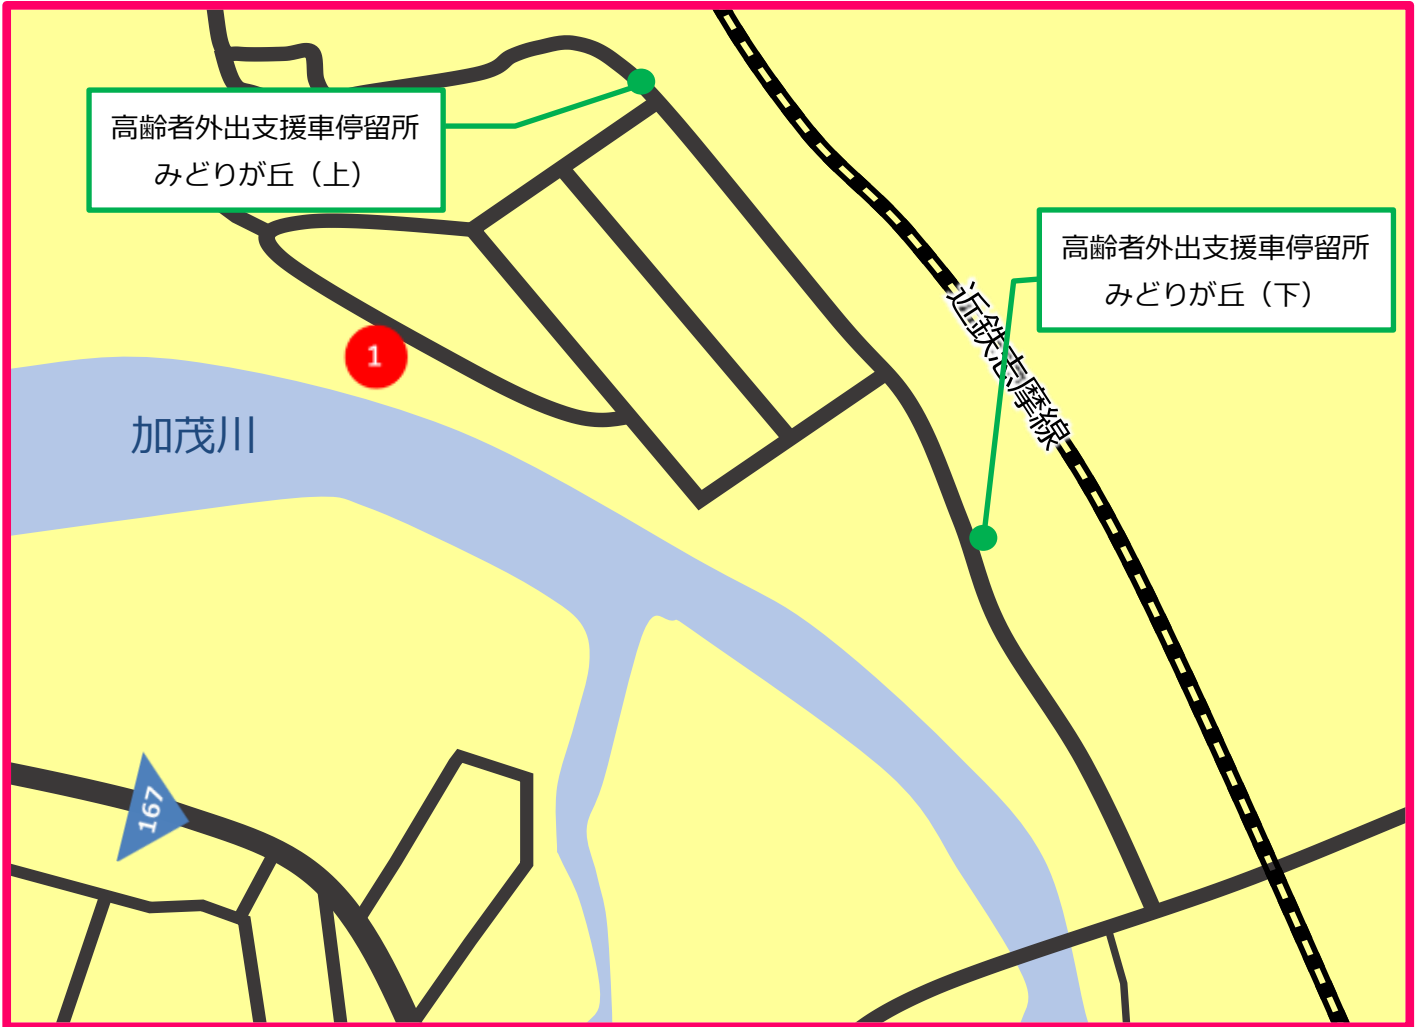 高齢者外出支援車停留所
みどりが丘（上）
高齢者外出支援車停留所
みどりが丘（下）
近鉄志摩線
1
加茂川
167